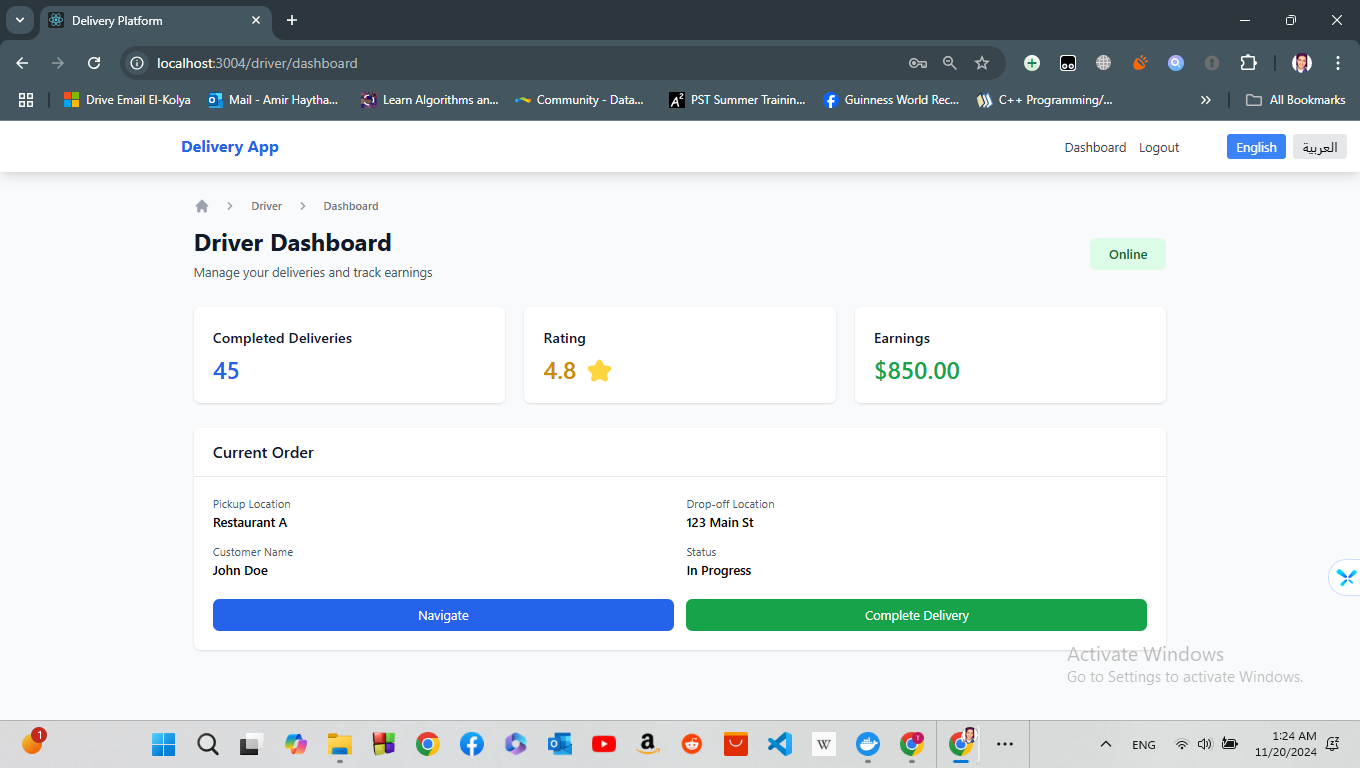 Delivery Platform
localhost:3004/driver/dashboard
Drive Email El-Kolya
Mail - Amir Haytha...
Learn Algorithms an...
Community - Data...
PST Summer Trainin...
Guinness World Rec...
C++ Programming/...
All Bookmarks
Delivery App
Dashboard
Logout
English
العربية
Driver
Dashboard
Driver Dashboard
Manage your deliveries and track earnings
Online
Completed Deliveries
45
Rating
4.8
Earnings
$850.00
Current Order
Pickup Location
Restaurant A
Drop-off Location
123 Main St
Customer Name
John Doe
Status
In Progress
Navigate
Complete Delivery
Activate Windows
Go to Settings to activate Windows.
1
ENG
1:24 AM
11/20/2024